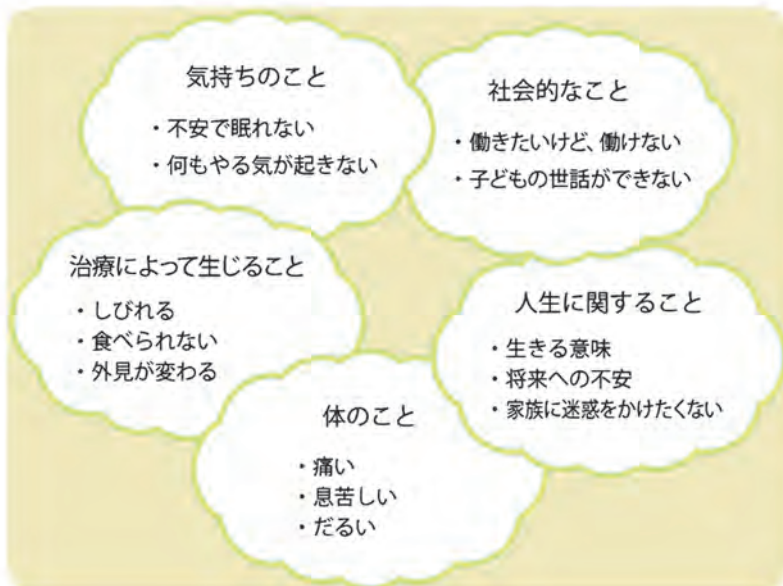 気持ちのこと
・不安で眠れない
・何もやる気が起きない
社会的なこと
・働きたいけど、働けない
・子どもの世話ができない
治療によって生じること
・しびれる
・食べられない
・外見が変わる
人生に関すること
・生きる意味
・将来への不安
・家族に迷惑をかけたくない
体のこと
・痛い
・息苦しい
・だるい